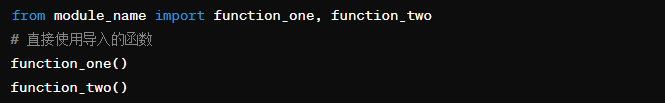 from module_name import function_one, function_two
# 直接使用导入的函数
function_one()
function_two()